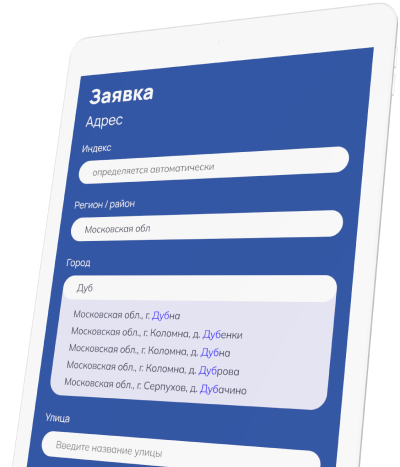 Заявка
Адрес
Индекс
определяется автоматически
Регион / район
Московская обл
Город
Дуб
Московская обл., г. Дубна
Московская обл., г. Коломна, д. Дубенки
Московская обл., г. Коломна, д. Дубна
Московская обл., г. Коломна, д. Дуброва
Московская обл., г. Серпухов, д. Дубачино
Улица
Введите название улицы